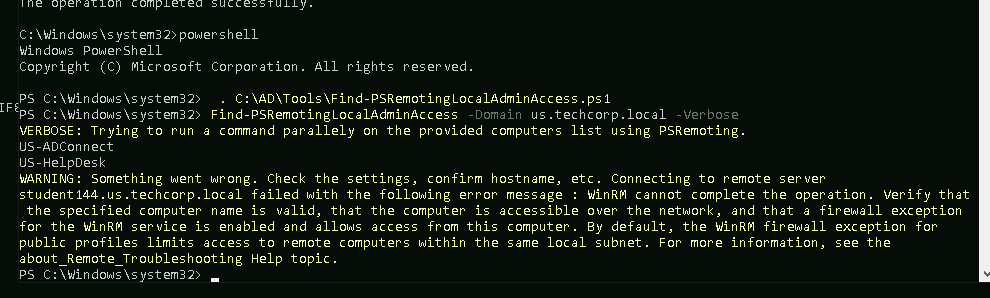 The operation completed successfully.
C:\Windows\system32>powershell
Windows PowerShell
Copyright (C) Microsoft Corporation. All rights reserved.
PS C:\Windows\system32>  . C:\AD\Tools\Find-PSRemotingLocalAdminAccess.ps1
PS C:\Windows\system32> Find-PSRemotingLocalAdminAccess -Domain us.techcorp.local -Verbose
VERBOSE: Trying to run a command parallely on the provided computers list using PSRemoting.
US-ADConnect
US-HelpDesk
WARNING: Something went wrong. Check the settings, confirm hostname, etc. Connecting to remote server
student144.us.techcorp.local failed with the following error message : WinRM cannot complete the operation. Verify that
 the specified computer name is valid, that the computer is accessible over the network, and that a firewall exception
for the WinRM service is enabled and allows access from this computer. By default, the WinRM firewall exception for
public profiles limits access to remote computers within the same local subnet. For more information, see the
about_Remote_Troubleshooting Help topic.
PS C:\Windows\system32>